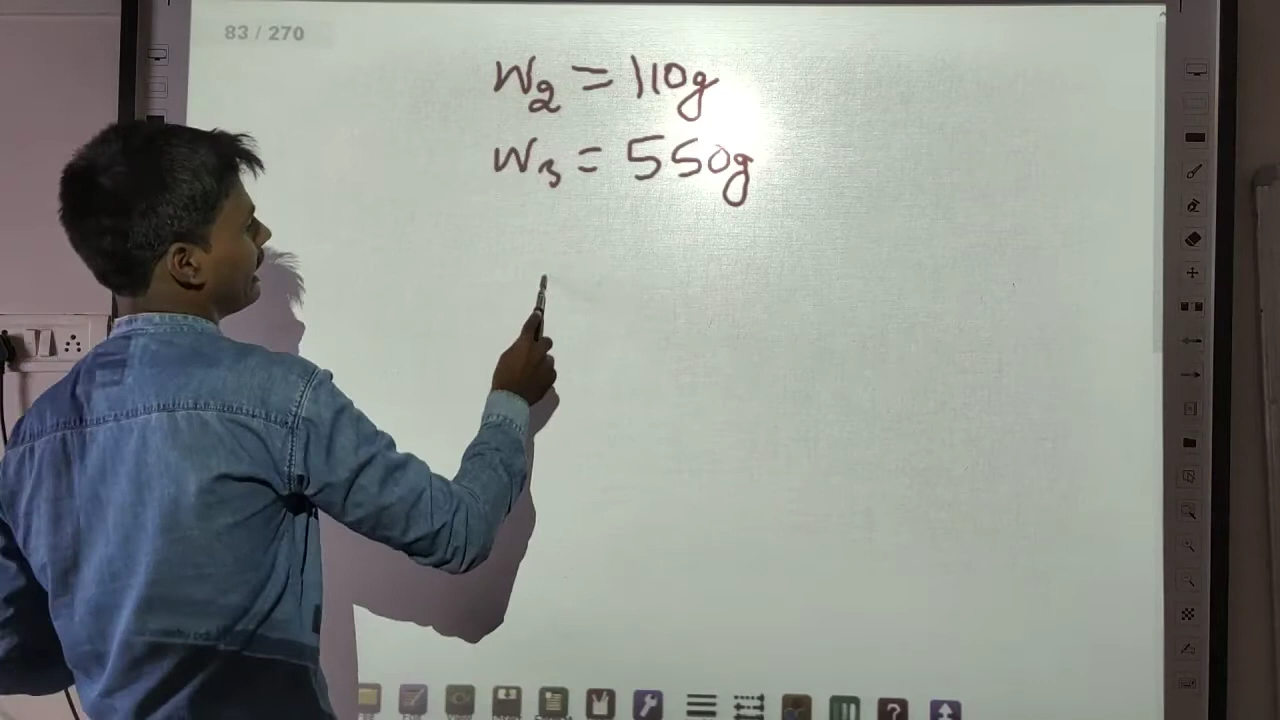 83 / 270
W2 = 110g
W3 = 550g